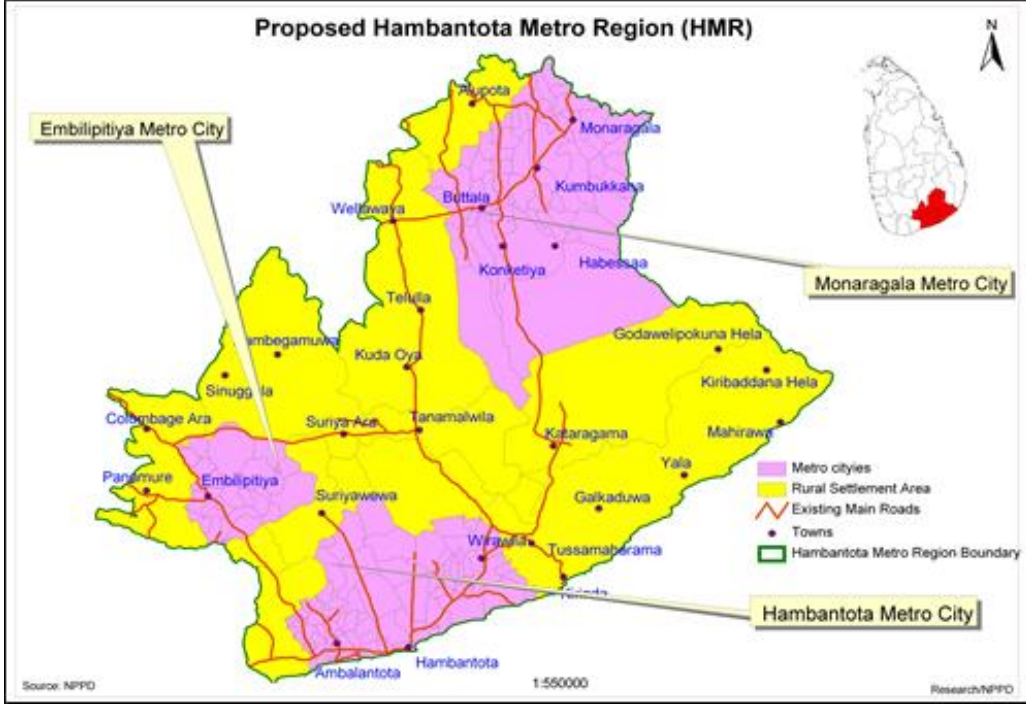 Proposed Hambantota Metro Region (HMR)
N
Embilipitiya Metro City
Alupota
Monaragala
Kumbukkana
Buttala
Wellawaya
Konketiya
Habessaa
Monaragala Metro City
Telulla
Godawelipokuna Hela
ambegamuwa
Kuda Oya
Kiribaddana Hela
Sinuggala
Colombage Ara
Suriya Ara
Tanamalwila
Mahirawa
Kataragama
Yala
Panamure
Embilipitiya
Suriyawewa
Galkaduwa
Metro cityies
Rural Settlement Area
Existing Main Roads
Towns
Hambantota Metro Region Boundary
Wirawila
Tussamaharama
Hambantota Metro City
Ambalantota
Hambantota
Source: NPPD
1:550000
Research/NPPD